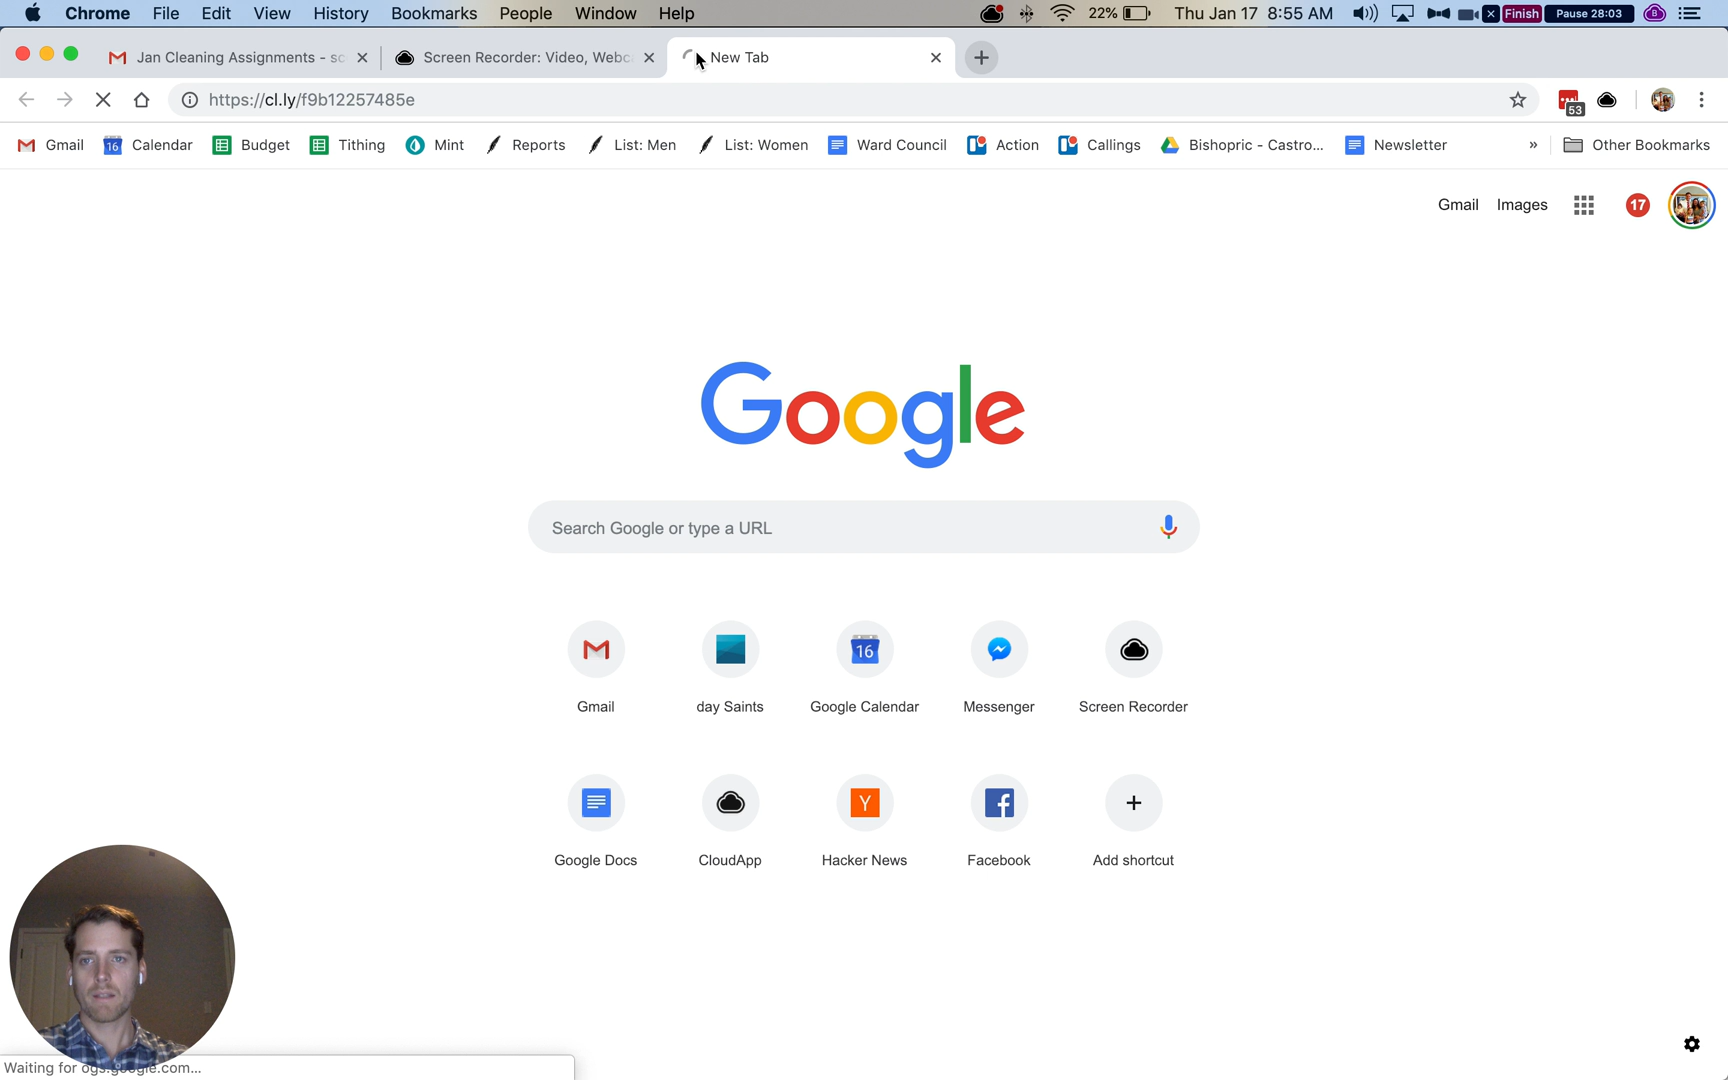 Chrome File Edit View History Bookmarks People Window Help 22% Thu Jan 17 8:55 AM Finish Pause 28:03 B
Jan Cleaning Assignments - sc Screen Recorder: Video, Webc New Tab
https://cl.ly/f9b12257485e 53
Gmail 16 Calendar Budget Tithing Mint Reports List: Men List: Women Ward Council Action Callings Bishopric - Castro... Newsletter » Other Bookmarks
Gmail Images 17
Google
Search Google or type a URL
16
Gmail day Saints Google Calendar Messenger Screen Recorder
Y
Google Docs CloudApp Hacker News Facebook Add shortcut
Waiting for ogs.google.com...